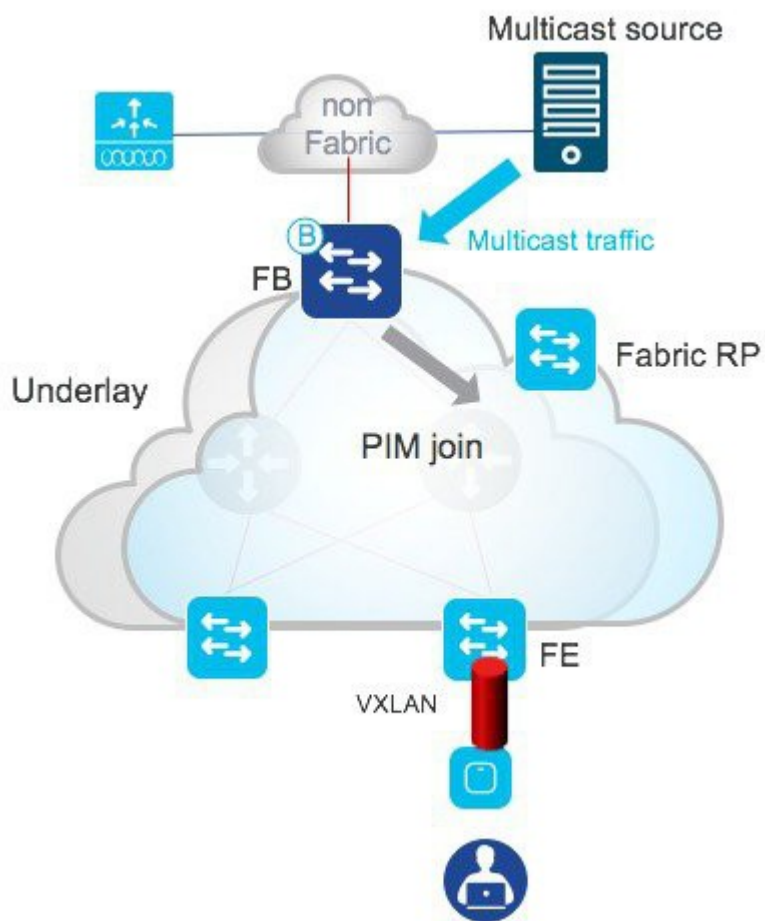 Multicast source
non
Fabric
B
Multicast traffic
FB
Fabric RP
Underlay
PIM join
FE
VXLAN